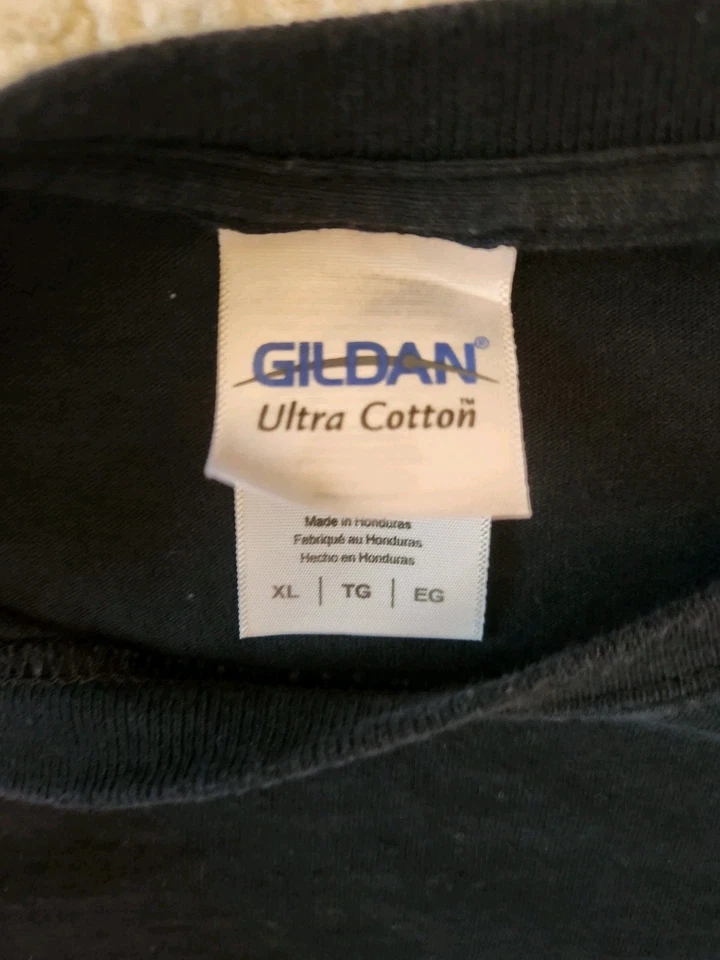 GILDAN®
Ultra Cotton™
Made in Honduras
Fabriqué au Honduras
Hecho en Honduras
XL | TG | EG